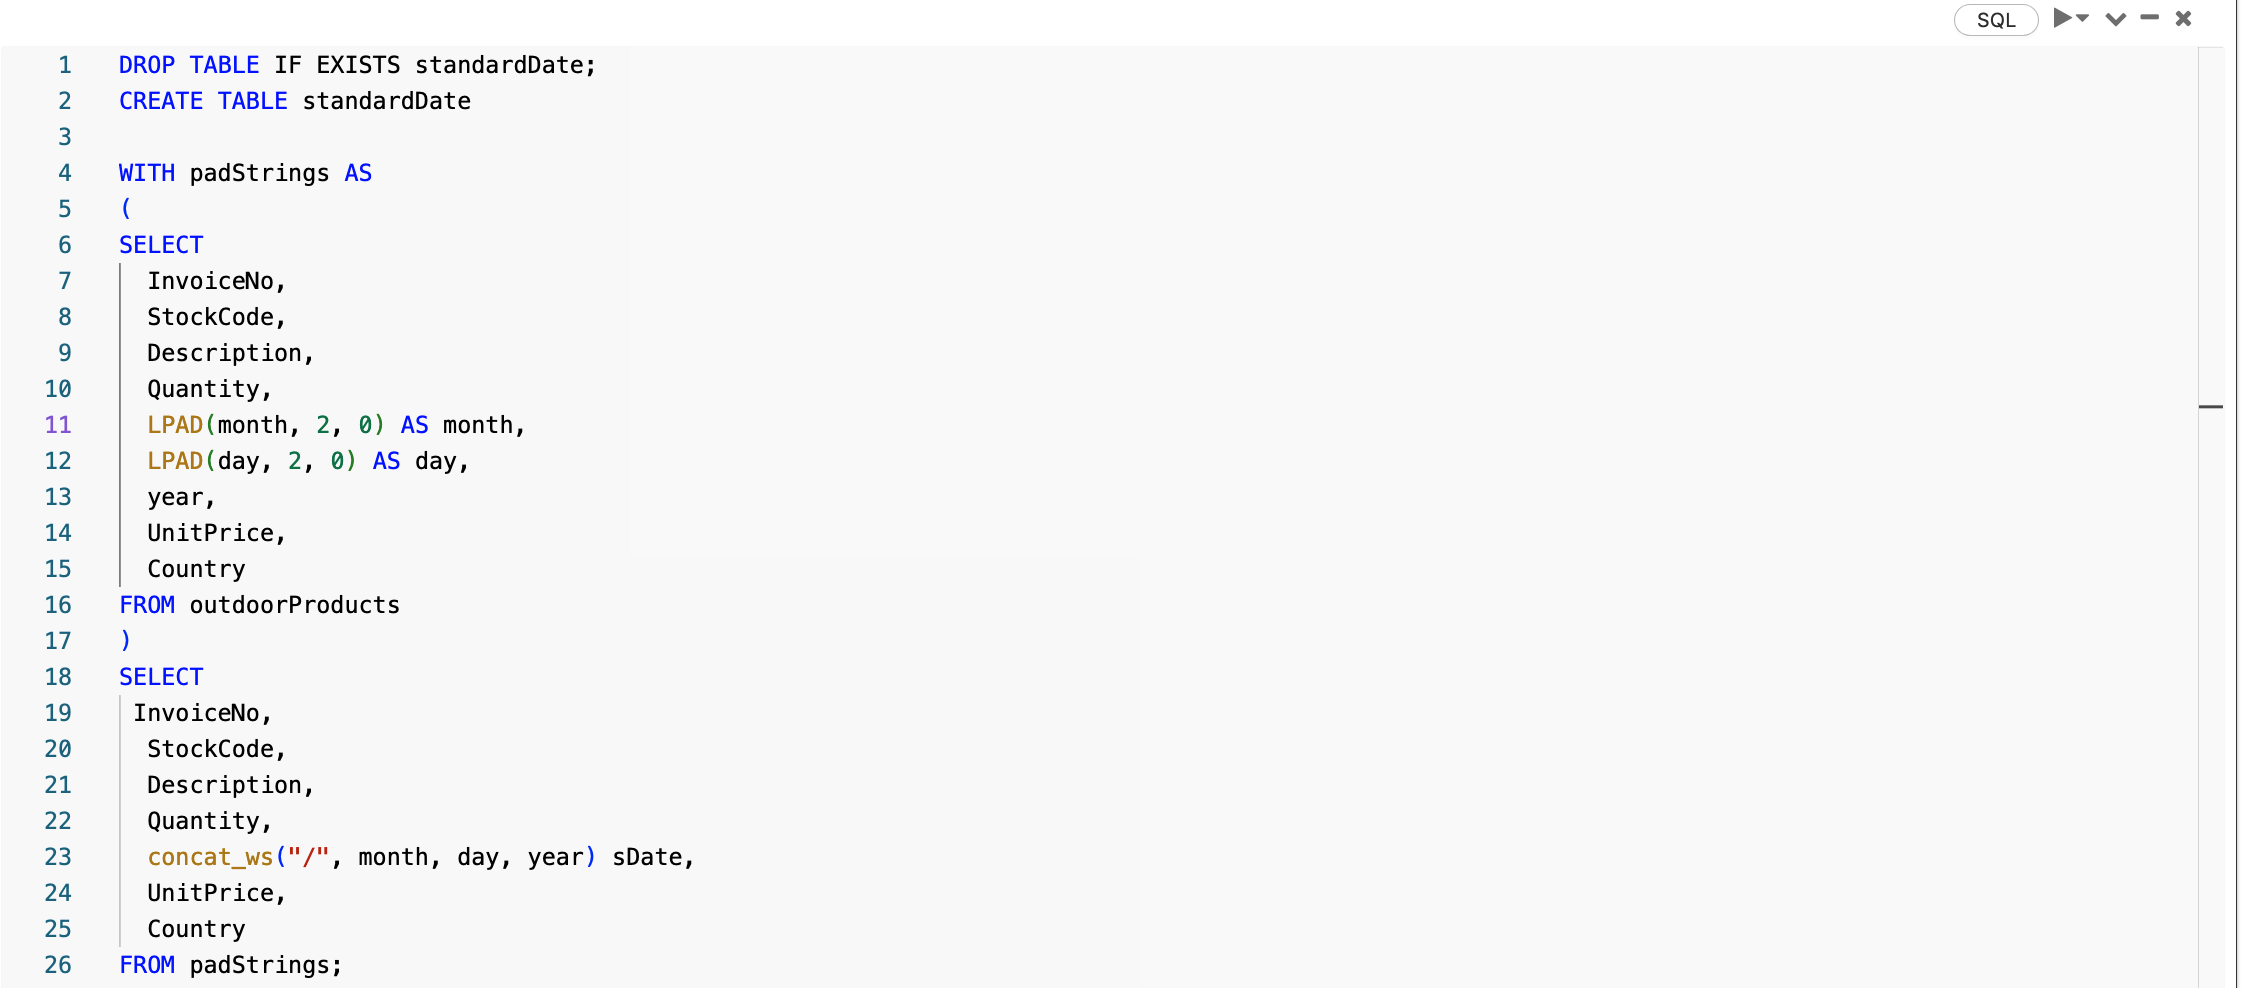 SQL
1 DROP TABLE IF EXISTS standardDate;
2 CREATE TABLE standardDate
3
4 WITH padStrings AS
5 (
6 SELECT
7 InvoiceNo,
8 StockCode,
9 Description,
10 Quantity,
11 LPAD(month, 2, 0) AS month,
12 LPAD(day, 2, 0) AS day,
13 year,
14 UnitPrice,
15 Country
16 FROM outdoorProducts
17 )
18 SELECT
19 InvoiceNo,
20 StockCode,
21 Description,
22 Quantity,
23 concat_ws("/", month, day, year) sDate,
24 UnitPrice,
25 Country
26 FROM padStrings;